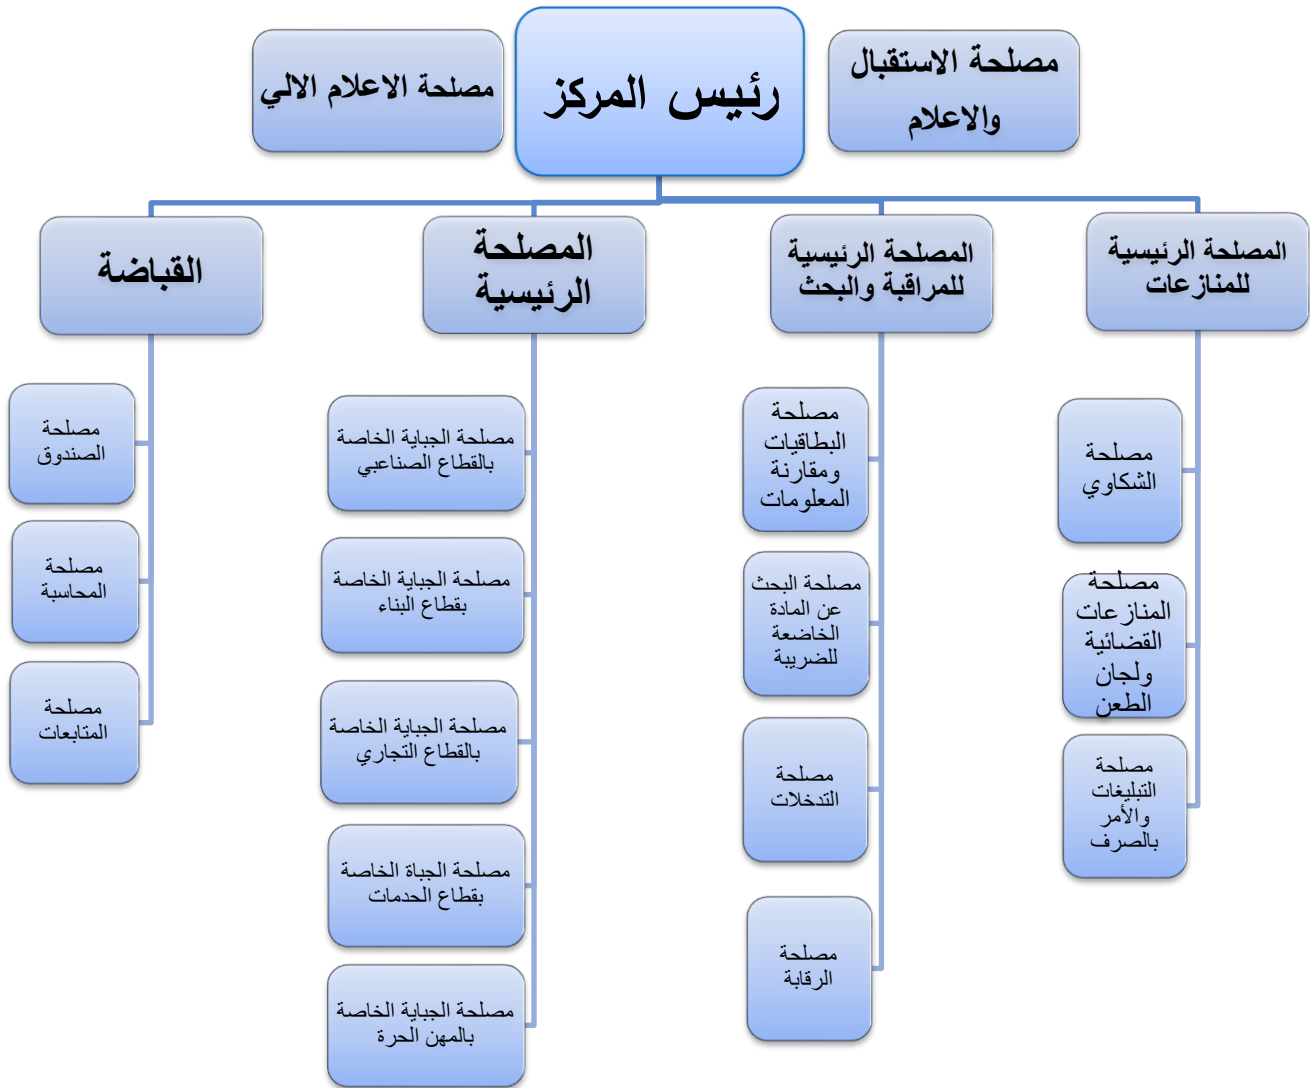 مصلحة الاستقبال
والاعلام
رئيس المركز
مصلحة الاعلام الالي
المصلحة الرئيسية
للمنازعات
المصلحة الرئيسية
للمراقبة والبحث
المصلحة
الرئيسية
القباضة
مصلحة
الشكاوي
مصلحة
المنازعات
القضائية
ولجان
الطعن
مصلحة
التبليغات
والأمر
بالصرف
مصلحة
البطاقيات
ومقارنة
المعلومات
مصلحة البحث
عن المادة
الخاضعة
للضريبة
مصلحة
التدخلات
مصلحة
الرقابة
مصلحة الجباية الخاصة
بالقطاع الصناعبي
مصلحة الجباية الخاصة
بقطاع البناء
مصلحة الجباية الخاصة
بالقطاع التجاري
مصلحة الجباة الخاصة
بقطاع الحدمات
مصلحة الجباية الخاصة
بالمهن الحرة
مصلحة
الصندوق
مصلحة
المحاسبة
مصلحة
المتابعات